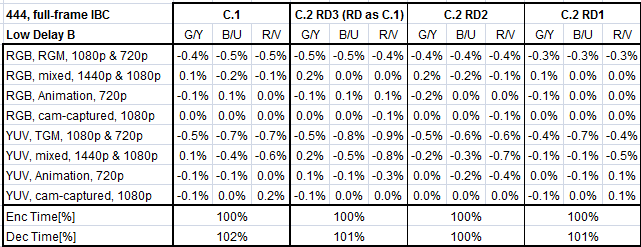 444, full-frame IBC C.1 C.2 RD3 (RD as C.1) C.2 RD2 C.2 RD1
Low Delay B G/Y B/U R/V G/Y B/U R/V G/Y B/U R/V G/Y B/U R/V
RGB, RGM, 1080p & 720p -0.4% -0.5% -0.5% -0.5% -0.5% -0.4% -0.4% -0.4% -0.4% -0.3% -0.3% -0.3%
RGB, mixed, 1440p & 1080p 0.1% -0.2% -0.1% 0.2% 0.0% 0.0% 0.2% -0.2% -0.1% 0.1% 0.0% 0.0%
RGB, Animation, 720p -0.1% 0.1% 0.0% -0.1% 0.1% 0.1% -0.2% 0.0% 0.0% -0.1% 0.0% 0.0%
RGB, cam-captured, 1080p 0.0% 0.0% 0.0% 0.0% 0.0% -0.1% 0.0% 0.0% -0.1% 0.0% 0.0% 0.0%
YUV, TGM, 1080p & 720p -0.5% -0.7% -0.7% -0.5% -0.8% -0.9% -0.5% -0.6% -0.6% -0.4% -0.7% -0.4%
YUV, mixed, 1440p & 1080p 0.1% -0.4% -0.6% 0.2% -0.5% -0.8% -0.2% -0.3% -0.7% -0.1% -0.1% -0.5%
YUV, Animation, 720p -0.1% -0.1% 0.0% -0.1% 0.1% -0.3% 0.0% -0.2% -0.4% 0.0% -0.1% 0.1%
YUV, cam-captured, 1080p -0.1% 0.0% 0.2% -0.1% 0.0% 0.0% 0.0% 0.0% 0.0% -0.1% 0.0% 0.1%
Enc Time[%] 100% 100% 100% 100%
Dec Time[%] 102% 101% 100% 101%